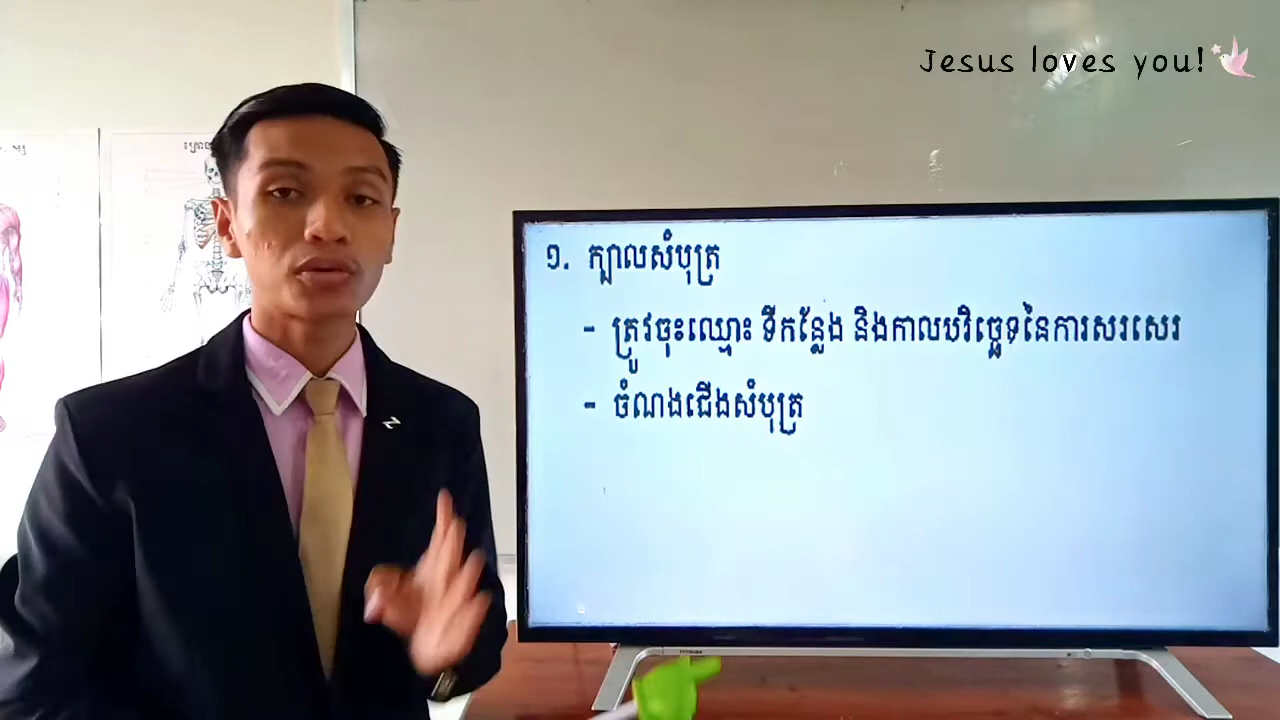 Jesus loves you!
១. ក្បាលសំបុត្រ
- ត្រូវចុះឈ្មោះ ទីកន្លែង និងកាលបរិច្ឆេទនៃការសរសេរ
- ចំណងជើងសំបុត្រ